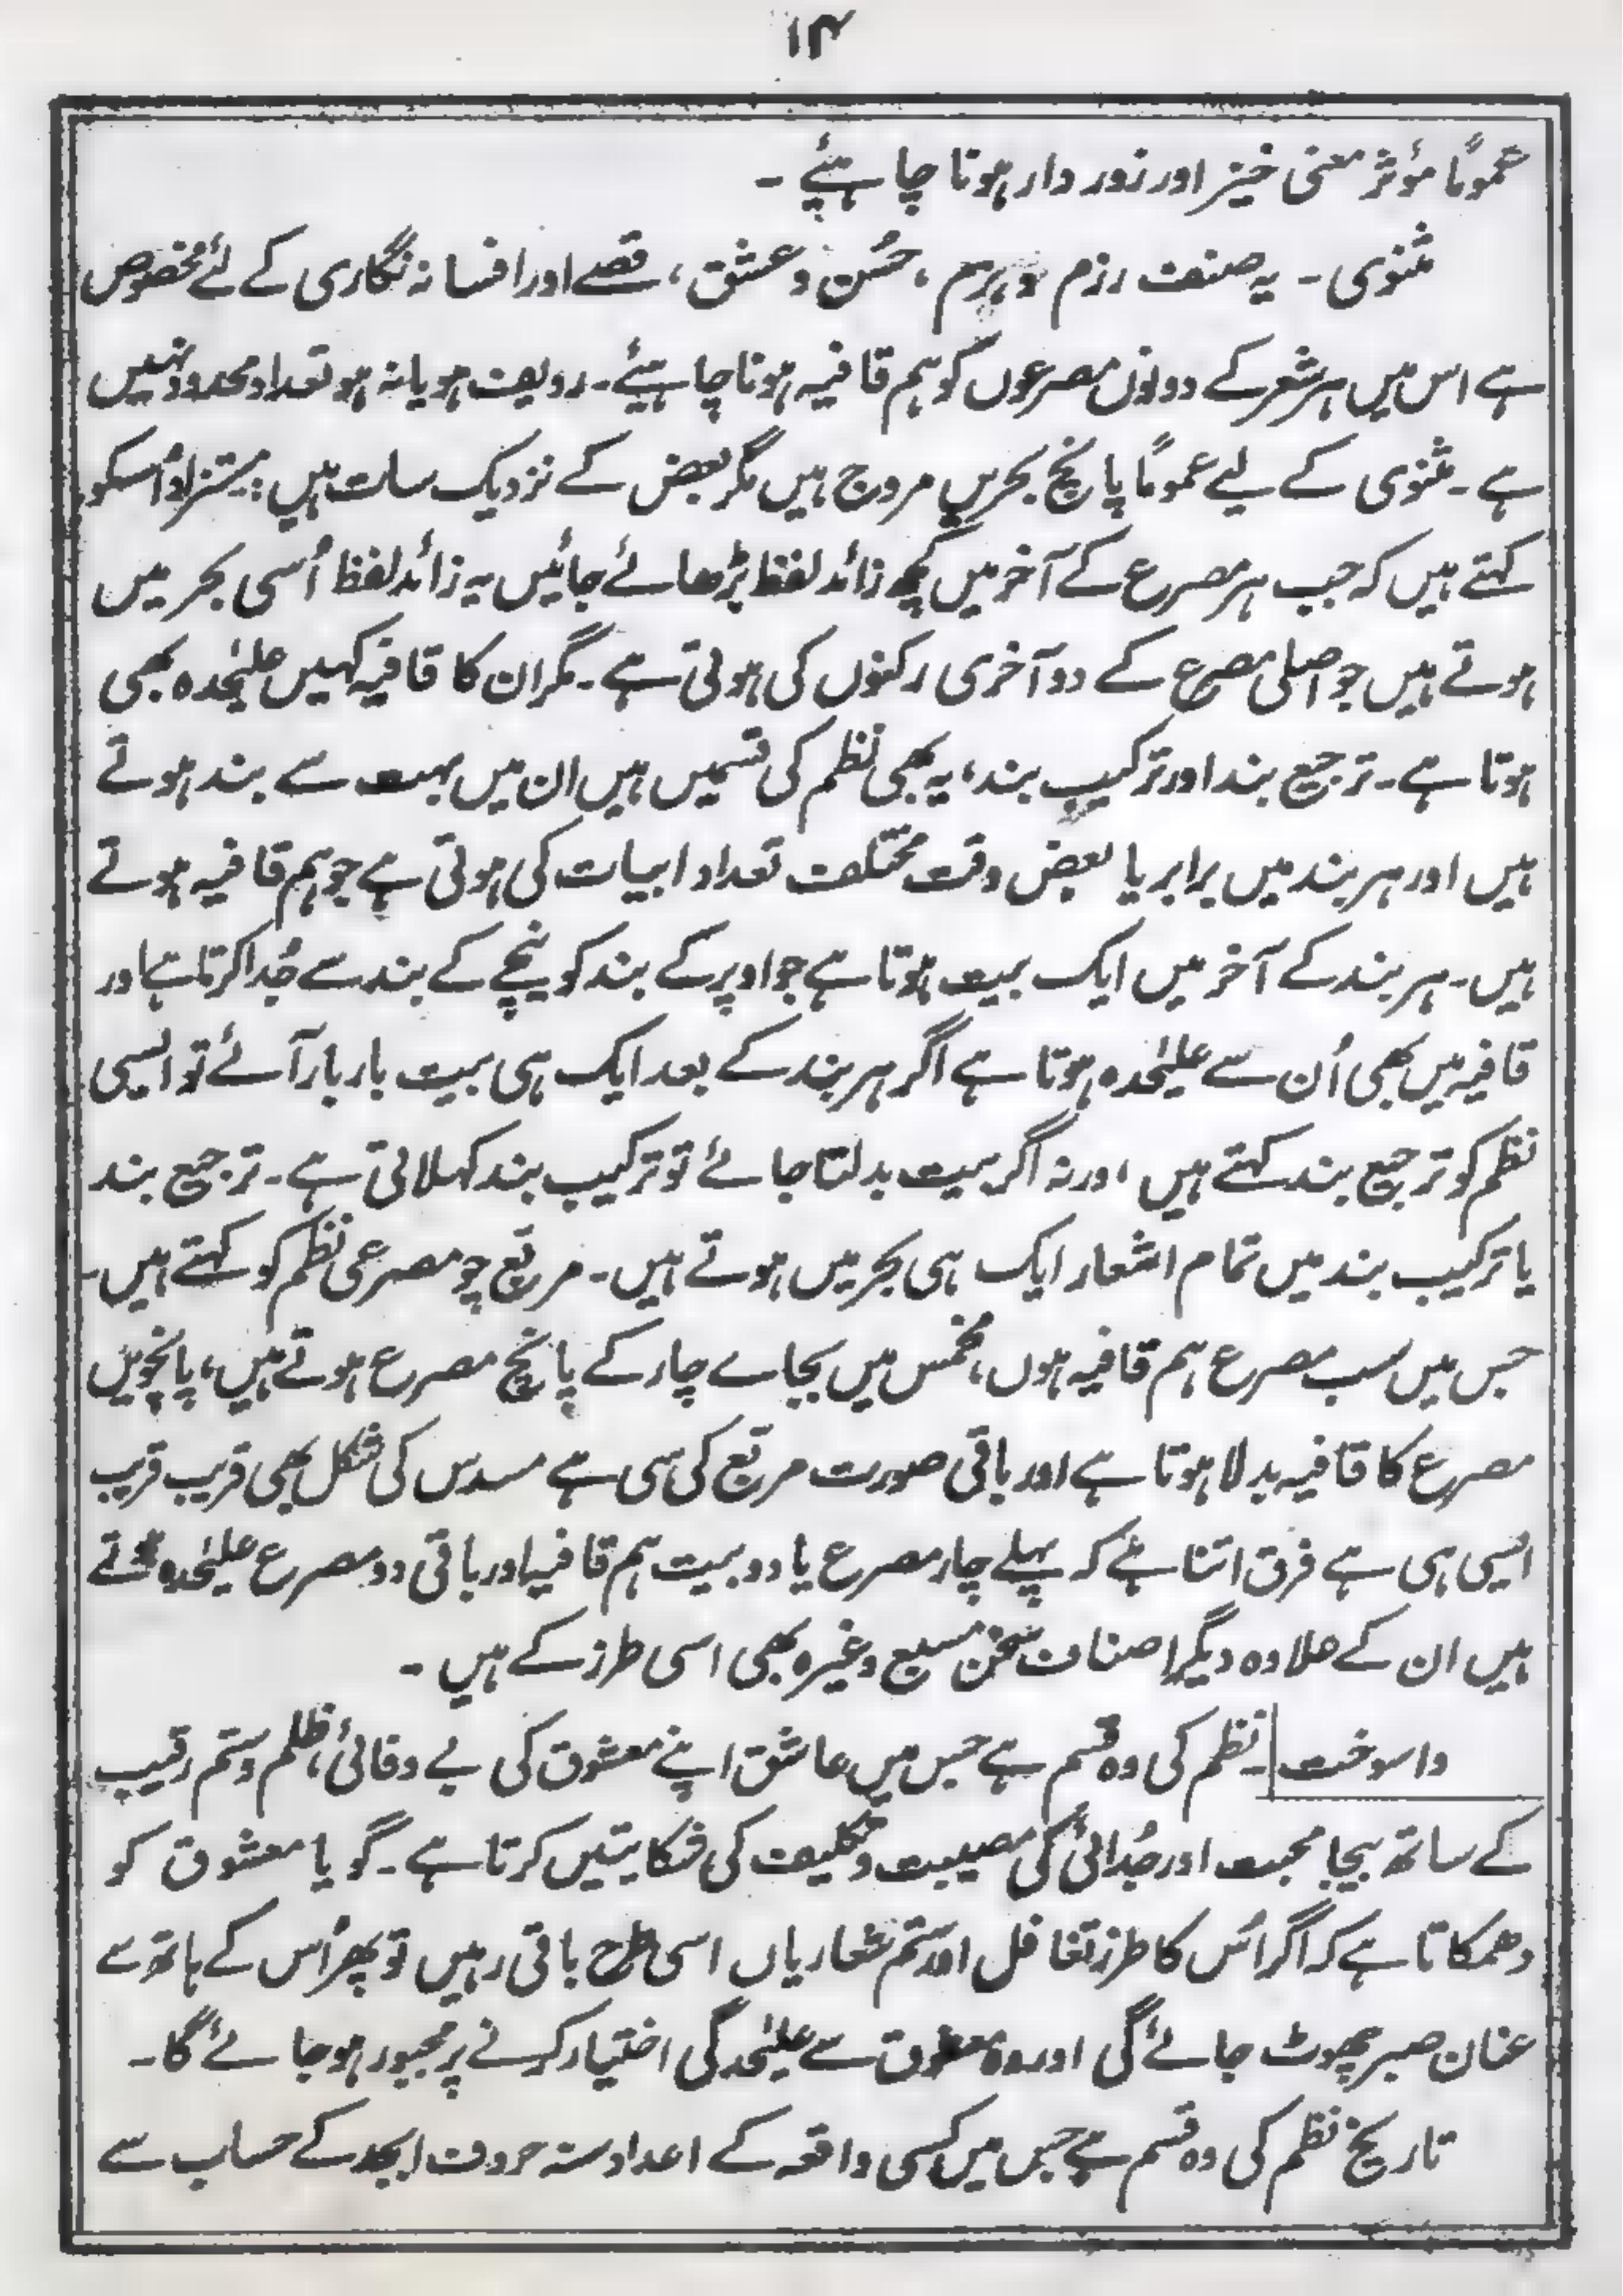 ۱۴
عموماً مؤثر معنی خیز اور زور دار ہونا چاہئے ۔
مثنوی ۔ یہ صنف رزم و بزم ، حُسن و عشق ، قصے اور افسانہ نگاری کے لئے مخصوص
ہے اس میں ہر شعر کے دونوں مصرعوں کو ہم قافیہ ہونا چاہیئے ۔ ردیف ہو یا نہ ہو تعداد محدود نہیں
ہے ۔ مثنوی کے لیے عموماً پانچ بحریں مروج ہیں مگر بعض کے نزدیک سات ہیں : مستزاد اُسکو
کہتے ہیں کہ جب ہر مصرع کے آخر میں کچھ زائد لفظ بڑھائے جائیں یہ زائد لفظ اُسی بحر میں
ہوتے ہیں جو اصلی مصرع کے دو آخری رکنوں کی ہوتی ہے ۔ مگر ان کا قافیہ کہیں علیٰحدہ بھی
ہوتا ہے ۔ ترجیع بند اور ترکیب بند ، یہ بھی نظم کی قسمیں ہیں ان میں بہت سے بند ہوتے
ہیں اور ہر بند میں برابر یا بعض وقت مختلف تعداد ابیات کی ہوتی ہے جو ہم قافیہ ہوتے
ہیں ۔ ہر بند کے آخر میں ایک بیت ہوتا ہے جو اوپر کے بند کو نیچے کے بند سے جُدا کرتا ہے اور
قافیہ میں بھی اُن سے علیٰحدہ ہوتا ہے اگر ہر بند کے بعد ایک ہی بیت بار بار آئے تو ایسی
نظم کو ترجیع بند کہتے ہیں ، ورنہ اگر بیت بدلتا جائے تو ترکیب بند کہلاتی ہے ۔ ترجیع بند
یا ترکیب بند میں تمام اشعار ایک ہی بحر میں ہوتے ہیں ۔ مربّع چو مصرعی نظم کو کہتے ہیں ۔
جس میں سب مصرع ہم قافیہ ہوں ، مخمس میں بجاے چار کے پانچ مصرع ہوتے ہیں ، پانچویں
مصرع کا قافیہ بدلا ہوتا ہے اور باقی صورت مربّع کی سی ہے مسدس کی شکل بھی قریب قریب
ایسی ہی ہے فرق اتنا ہے کہ پہلے چار مصرع یا دو بیت ہم قافیہ اور باقی دو مصرع علیٰحدہ ہوتے
ہیں ان کے علاوہ دیگر اصناف سخن مسبع وغیرہ بھی اسی طرز کے ہیں ۔
واسوخت ۔ نظم کی وہ قسم ہے جس میں عاشق اپنے معشوق کی بے وفائی ، ظلم و ستم رقیب
کے ساتھ بیجا محبت اور جُدائی کی مصیبت و تکلیف کی شکایتیں کرتا ہے ۔ گویا معشوق کو
دھمکاتا ہے کہ اگر اُس کا طرز تغافل اور ستم شعاریاں اسی طرح باقی رہیں تو پھر اُس کے ہاتھ سے
عنان صبر چھوٹ جائے گی اور وہ معشوق سے علیٰحدگی اختیار کرنے پر مجبور ہو جائے گا ۔
تاریخ نظم کی وہ قسم ہے جس میں کسی واقعہ کے اعداد سنہ حروف ابجد کے حساب سے